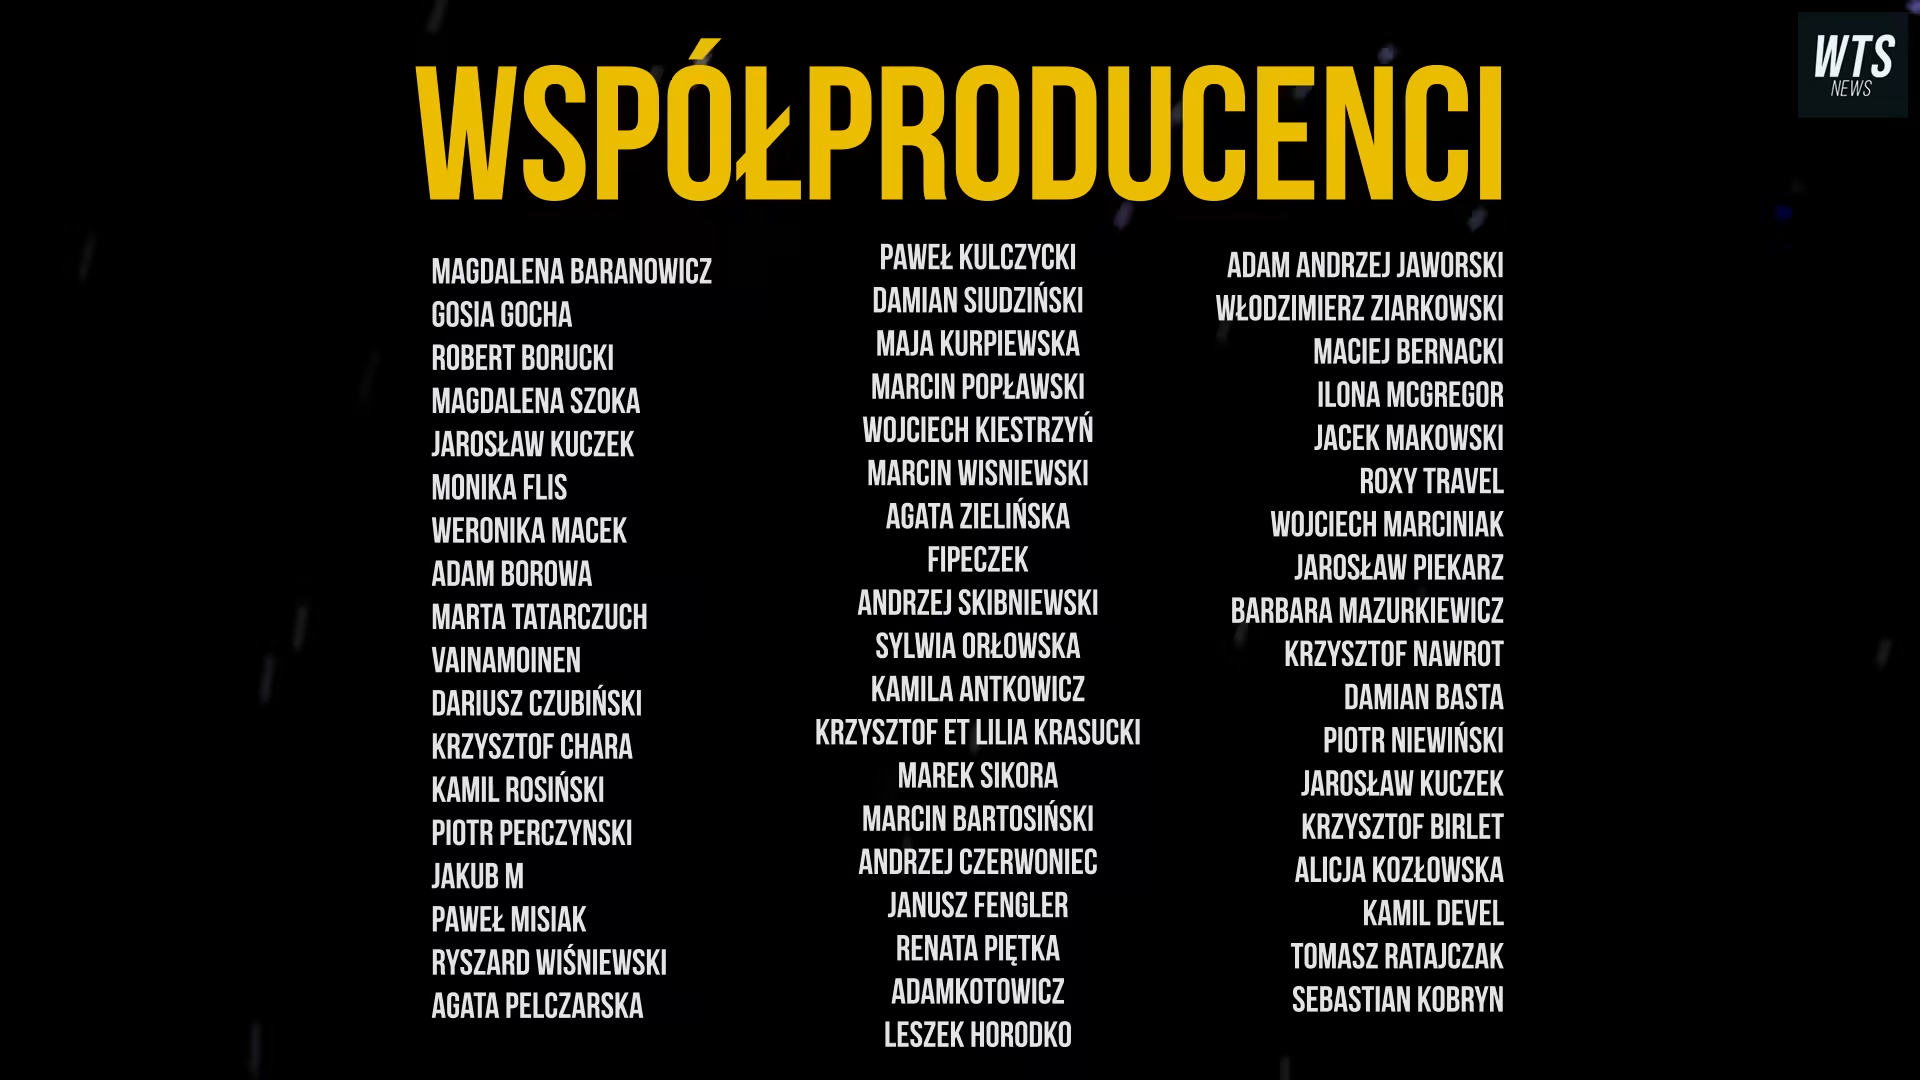 WSPÓŁPRODUCENCI
WTS
NEWS
MAGDALENA BARANOWICZ
GOSIA GOCHA
ROBERT BORUCKI
MAGDALENA SZOKA
JAROSŁAW KUCZEK
MONIKA FLIS
WERONIKA MACEK
ADAM BOROWA
MARTA TATARCZUCH
VAINAMOINEN
DARIUSZ CZUBIŃSKI
KRZYSZTOF CHARA
KAMIL ROSIŃSKI
PIOTR PERCZYNSKI
JAKUB M
PAWEŁ MISIAK
RYSZARD WIŚNIEWSKI
AGATA PELCZARSKA
PAWEŁ KULCZYCKI
DAMIAN SIUDZIŃSKI
MAJA KURPIEWSKA
MARCIN POPŁAWSKI
WOJCIECH KIESTRZYŃ
MARCIN WISNIEWSKI
AGATA ZIELIŃSKA
FIPECZEK
ANDRZEJ SKIBNIEWSKI
SYLWIA ORŁOWSKA
KAMILA ANTKOWICZ
KRZYSZTOF ET LILIA KRASUCKI
MAREK SIKORA
MARCIN BARTOSIŃSKI
ANDRZEJ CZERWONIEC
JANUSZ FENGLER
RENATA PIĘTKA
ADAMKOTOWICZ
LESZEK HORODKO
ADAM ANDRZEJ JAWORSKI
WŁODZIMIERZ ZIARKOWSKI
MACIEJ BERNACKI
ILONA MCGREGOR
JACEK MAKOWSKI
ROXY TRAVEL
WOJCIECH MARCINIAK
JAROSŁAW PIEKARZ
BARBARA MAZURKIEWICZ
KRZYSZTOF NAWROT
DAMIAN BASTA
PIOTR NIEWIŃSKI
JAROSŁAW KUCZEK
KRZYSZTOF BIRLET
ALICJA KOZŁOWSKA
KAMIL DEVEL
TOMASZ RATAJCZAK
SEBASTIAN KOBRYN